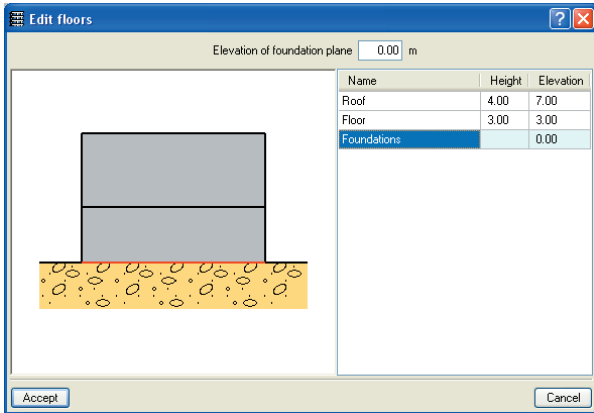 Edit floors
?
Elevation of foundation plane 0.00 m
Name Height Elevation
Roof 4.00 7.00
Floor 3.00 3.00
Foundations 0.00
Accept Cancel